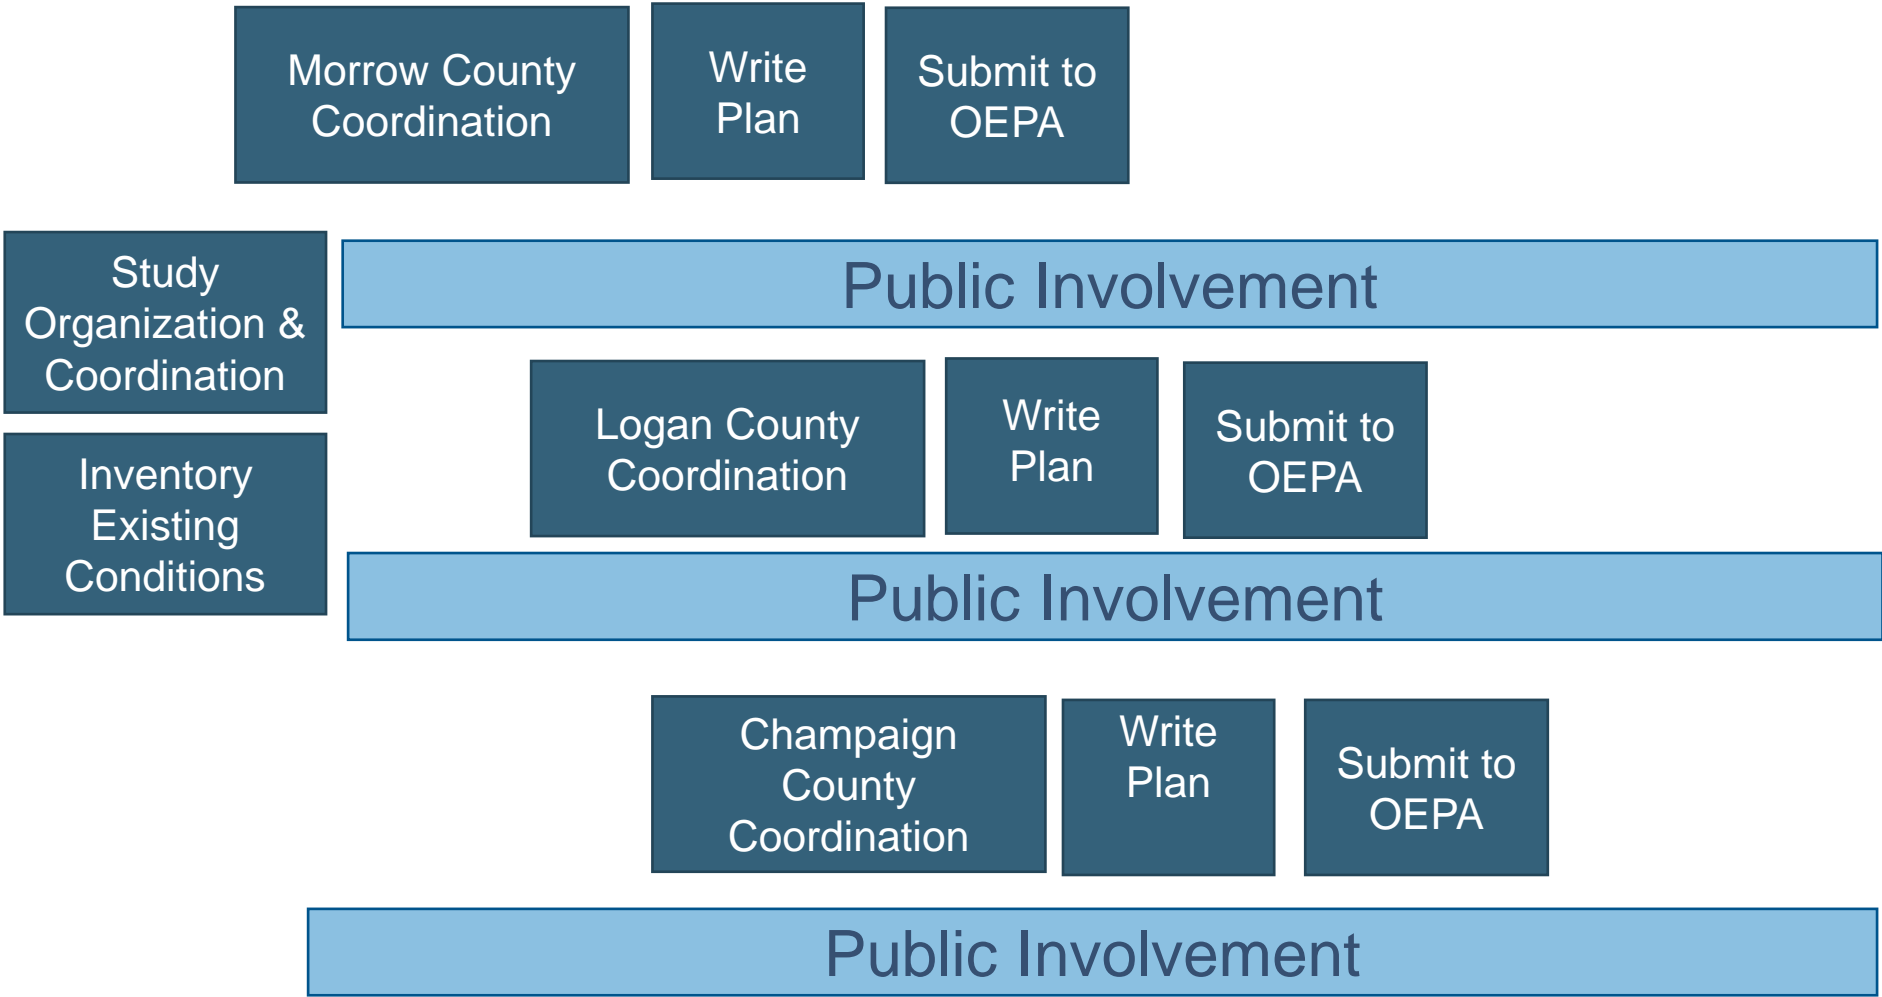 Morrow County
Coordination
Write
Plan
Submit to
OEPA
Study
Organization &
Coordination
Public Involvement
Inventory
Existing
Conditions
Logan County
Coordination
Write
Plan
Submit to
OEPA
Public Involvement
Champaign
County
Coordination
Write
Plan
Submit to
OEPA
Public Involvement